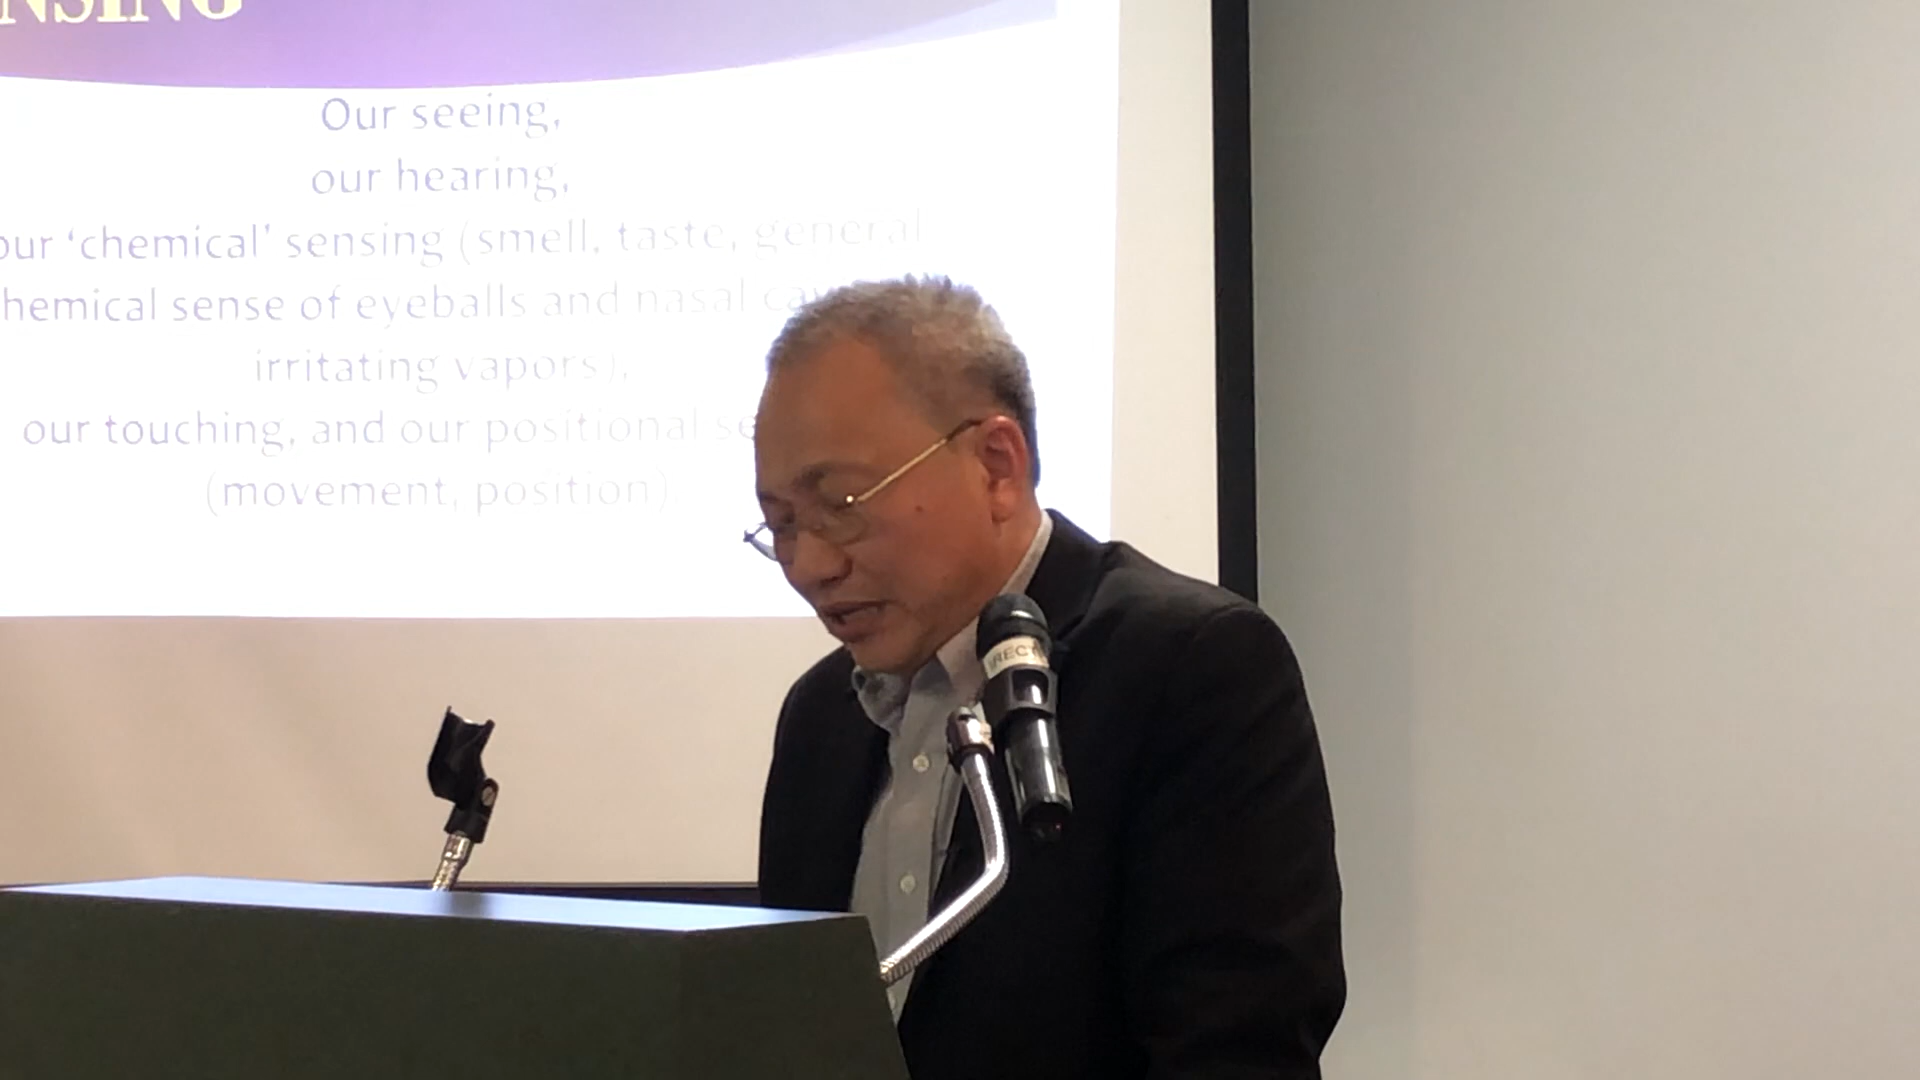 NSING
Our seeing,
our hearing,
our 'chemical' sensing (smell, taste, general
hemical sense of eyeballs and nasal
irritating vapors),
our touching, and our positional
(movement, position).